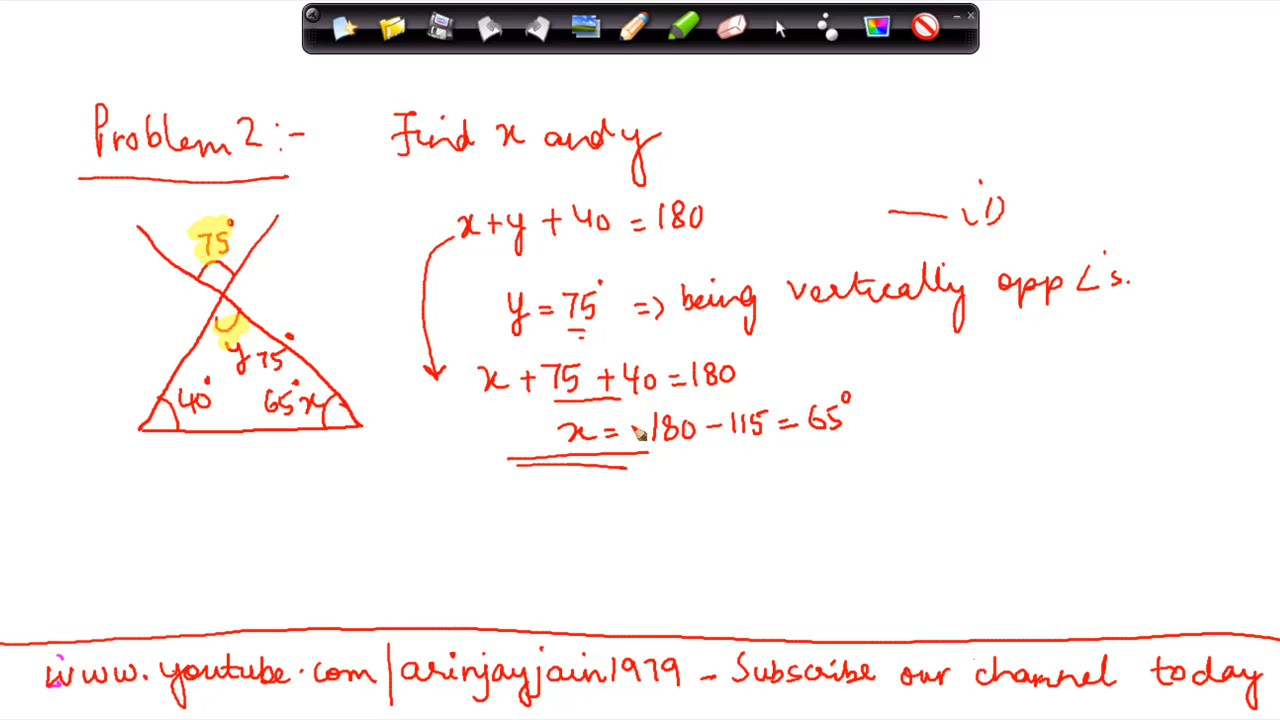 Problem 2:- Find x and y
x + y + 40 = 180 — (1)
75°
y = 75° => being vertically opp ∠'s.
y 75°
x + 75 + 40 = 180
40° 65° x
x = 180 - 115 = 65°
www.youtube.com/arinjayjain1979 - Subscribe our channel today